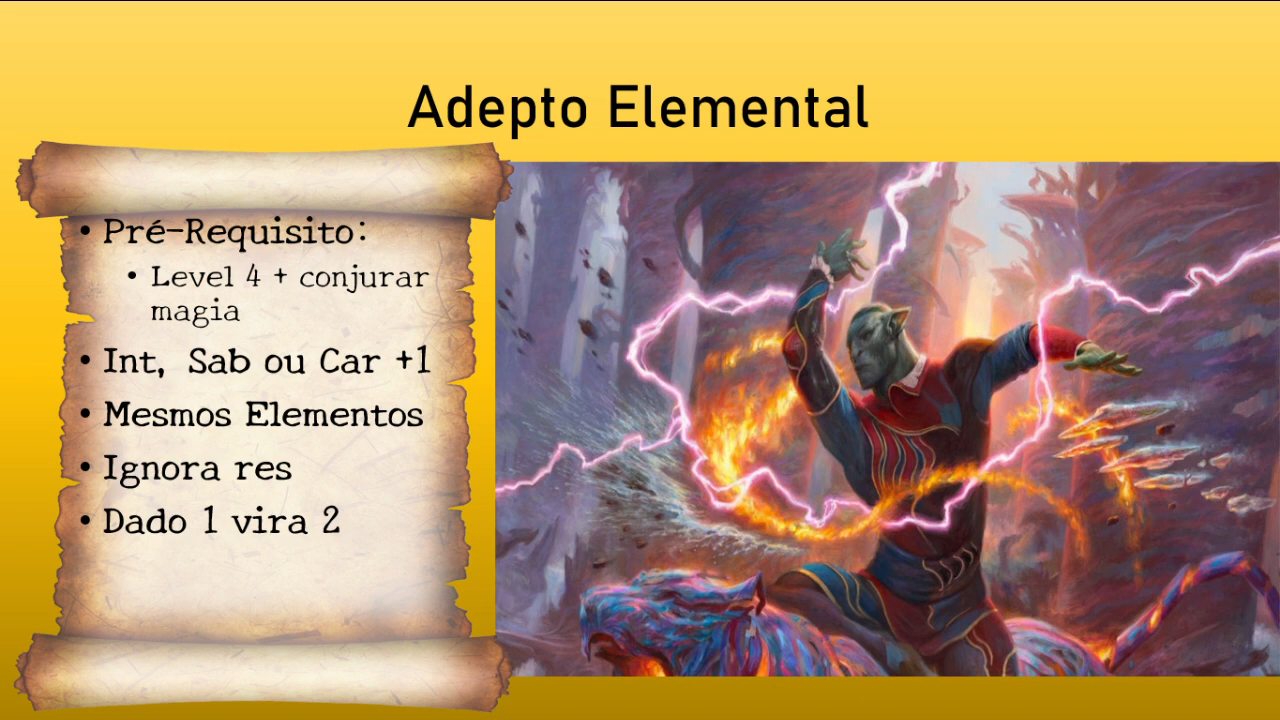 Adepto Elemental
• Pré-Requisito:
• Level 4 + conjurar
magia
• Int, Sab ou Car +1
• Mesmos Elementos
• Ignora res
• Dado 1 vira 2